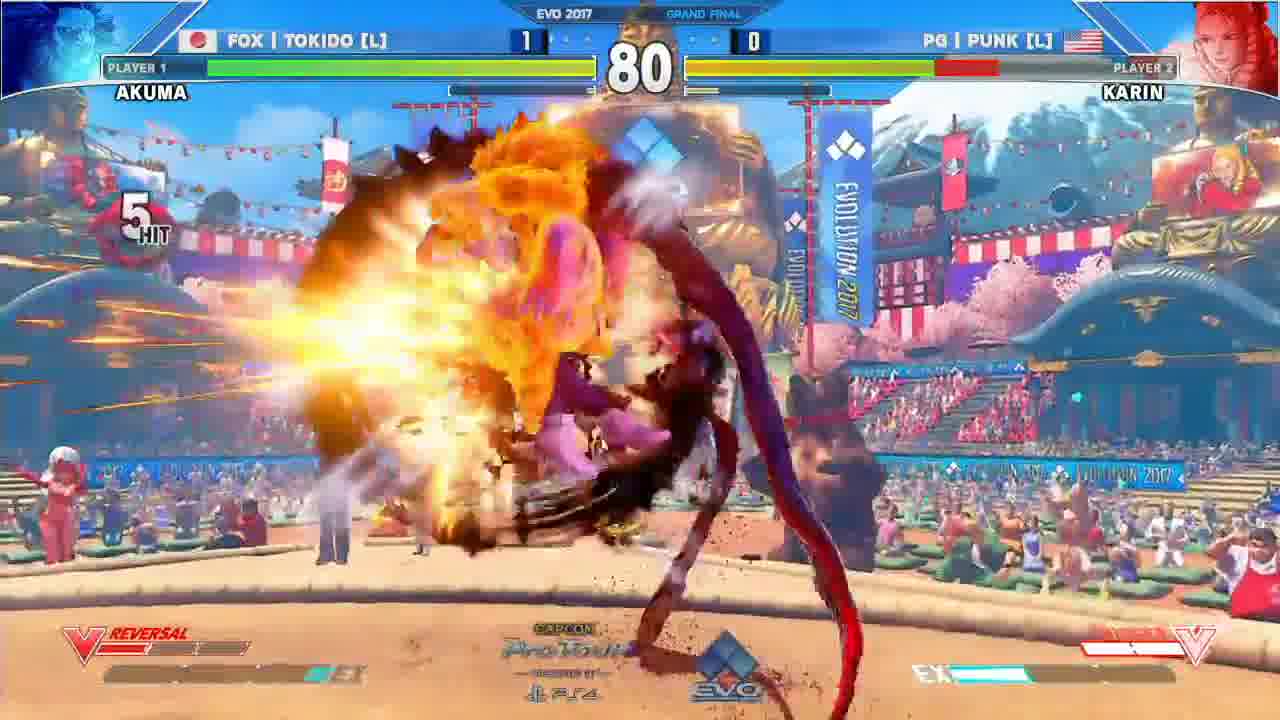 EVO 2017 GRAND FINAL
FOX | TOKIDO [L] 1 80 0 PG | PUNK [L]
PLAYER 1 PLAYER 2
AKUMA KARIN
5 HIT
EVOLUTION 2017
REVERSAL
CAPCOM
Pro Tour
PS4
EVO
EX